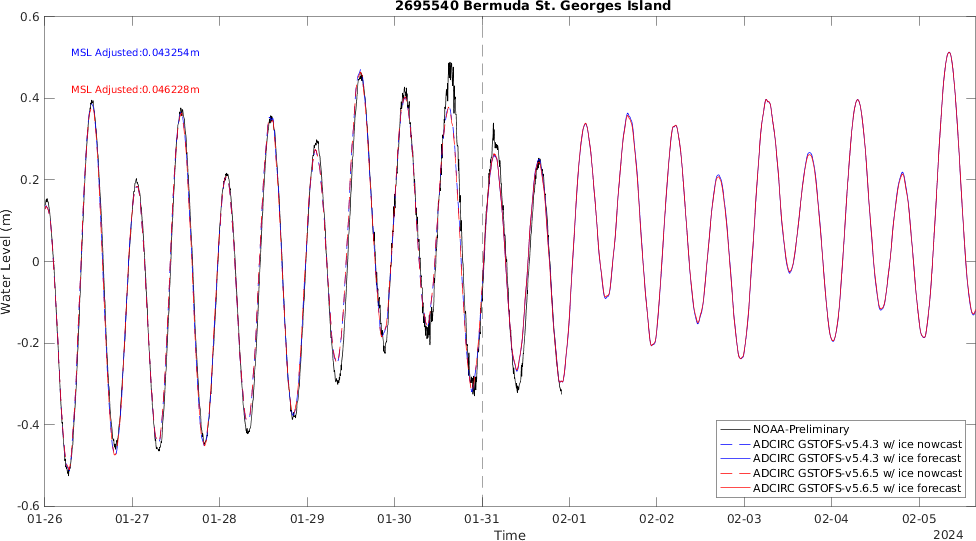 2695540 Bermuda St. Georges Island
MSL Adjusted:0.043254m
MSL Adjusted:0.046228m
0.6
0.4
0.2
0
-0.2
-0.4
-0.6
Water Level (m)
NOAA-Preliminary
ADCIRC GSTOFS-v5.4.3 w/ ice nowcast
ADCIRC GSTOFS-v5.4.3 w/ ice forecast
ADCIRC GSTOFS-v5.6.5 w/ ice nowcast
ADCIRC GSTOFS-v5.6.5 w/ ice forecast
01-26 01-27 01-28 01-29 01-30 01-31 02-01 02-02 02-03 02-04 02-05
Time
2024